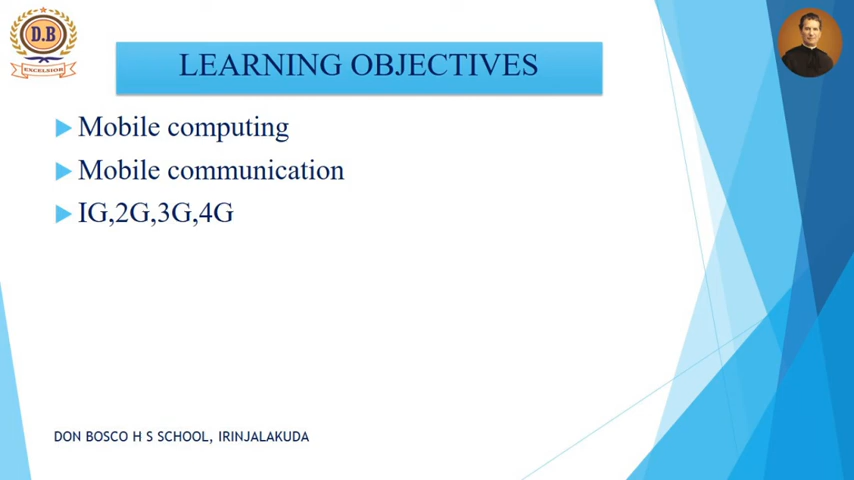 D.B
EXCELSIOR
LEARNING OBJECTIVES
Mobile computing
Mobile communication
IG,2G,3G,4G
DON BOSCO H S SCHOOL, IRINJALAKUDA